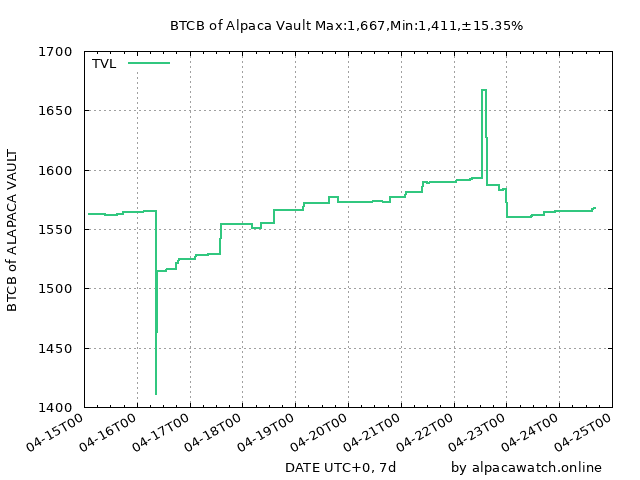 BTCB of Alpaca Vault Max:1,667,Min:1,411,±15.35%
TVL
BTCB of ALAPACA VAULT
1700
1650
1600
1550
1500
1450
1400
04-15T00
04-16T00
04-17T00
04-18T00
04-19T00
04-20T00
04-21T00
04-22T00
04-23T00
04-24T00
04-25T00
DATE UTC+0, 7d
by alpacawatch.online